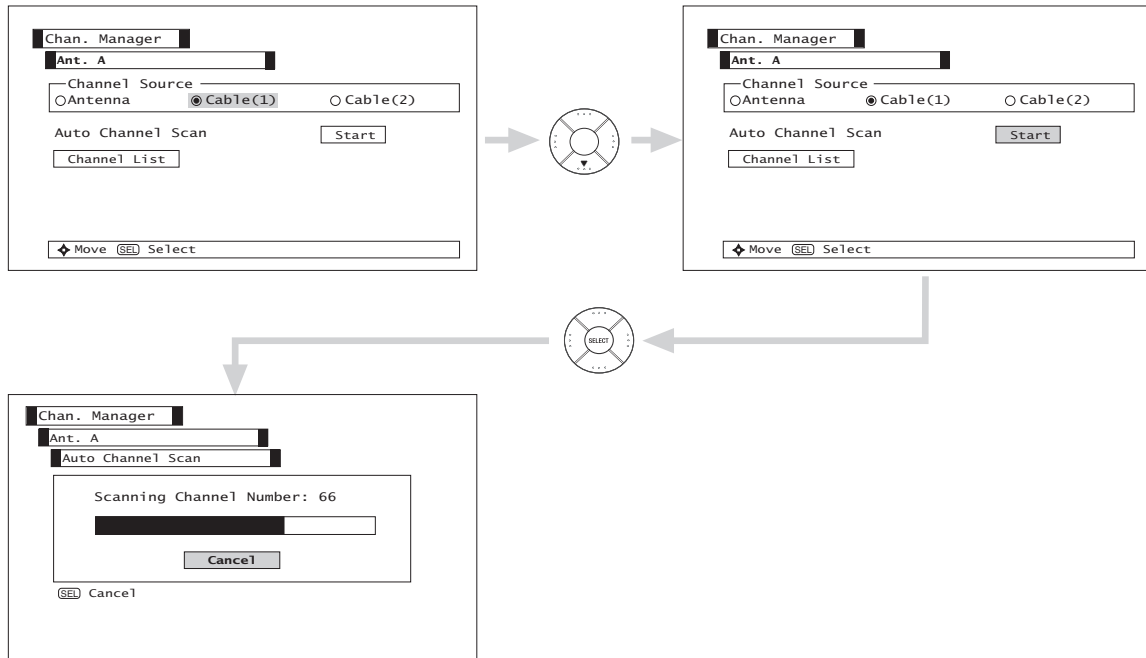 Chan. Manager
Ant. A
Channel Source
Antenna Cable(1) Cable(2)
Auto Channel Scan Start
Channel List
Move SEL Select
Chan. Manager
Ant. A
Channel Source
Antenna Cable(1) Cable(2)
Auto Channel Scan Start
Channel List
Move SEL Select
SELECT
Chan. Manager
Ant. A
Auto Channel Scan
Scanning Channel Number: 66
Cancel
SEL Cancel